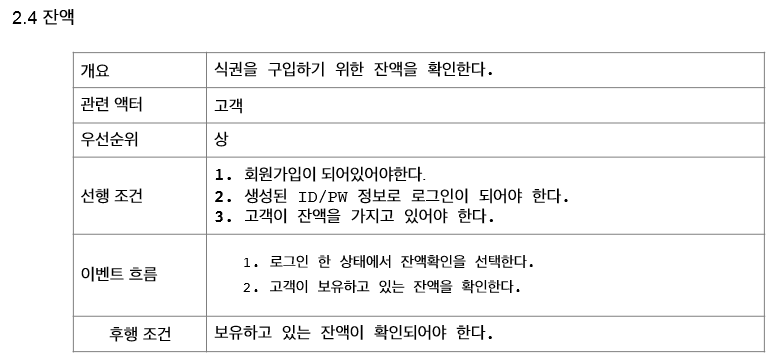 2.4 잔액
개요
식권을 구입하기 위한 잔액을 확인한다.
관련 액터
고객
우선순위
상
선행 조건
1. 회원가입이 되어있어야한다.
2. 생성된 ID/PW 정보로 로그인이 되어야 한다.
3. 고객이 잔액을 가지고 있어야 한다.
이벤트 흐름
1. 로그인 한 상태에서 잔액확인을 선택한다.
2. 고객이 보유하고 있는 잔액을 확인한다.
후행 조건
보유하고 있는 잔액이 확인되어야 한다.